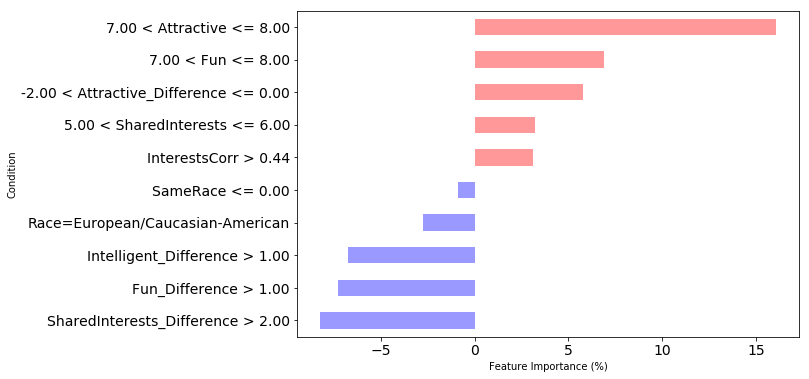 7.00 < Attractive <= 8.00
7.00 < Fun <= 8.00
-2.00 < Attractive_Difference <= 0.00
5.00 < SharedInterests <= 6.00
InterestsCorr > 0.44
SameRace <= 0.00
Race=European/Caucasian-American
Intelligent_Difference > 1.00
Fun_Difference > 1.00
SharedInterests_Difference > 2.00
Condition
−5 0 5 10 15
Feature Importance (%)